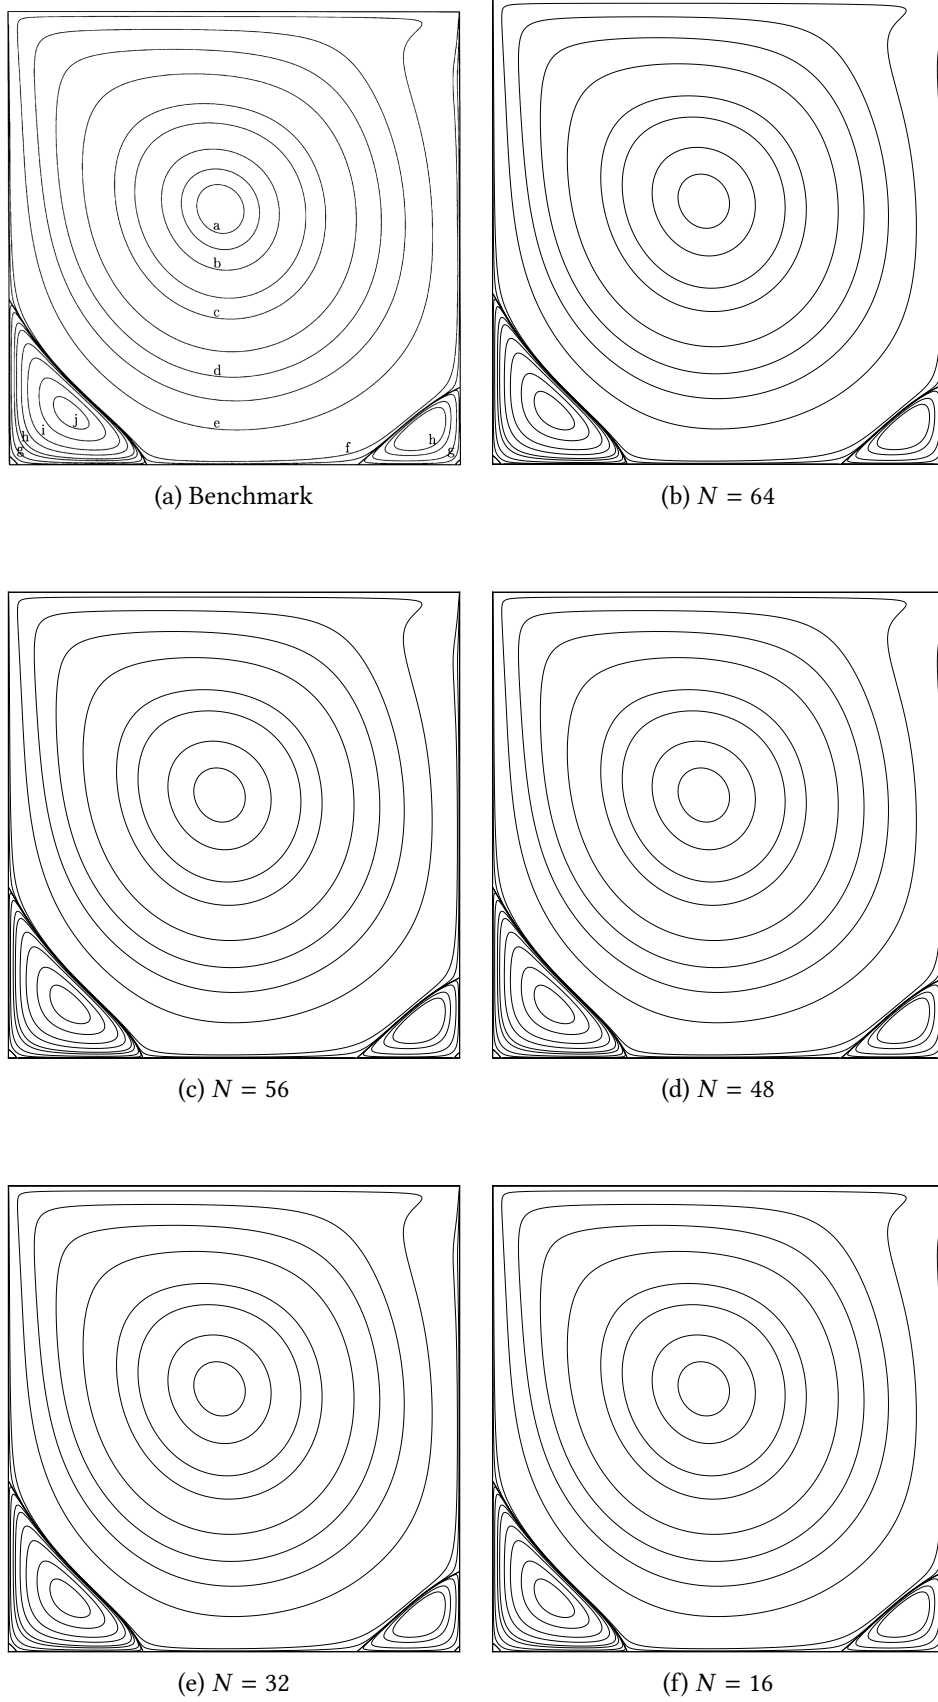 a
b
c
d
e
f
j
i
h
g
h
g
(a) Benchmark
(b) N = 64
(c) N = 56
(d) N = 48
(e) N = 32
(f) N = 16